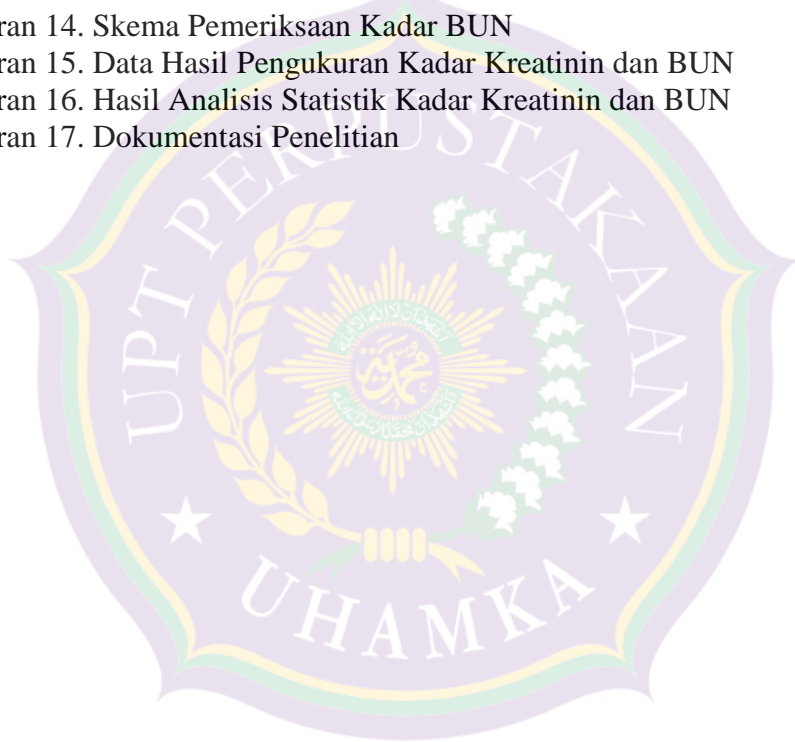 ran 14. Skema Pemeriksaan Kadar BUN
ran 15. Data Hasil Pengukuran Kadar Kreatinin dan BUN
ran 16. Hasil Analisis Statistik Kadar Kreatinin dan BUN
ran 17. Dokumentasi Penelitian
UPT PERPUSTAKAAN
UHAMKA